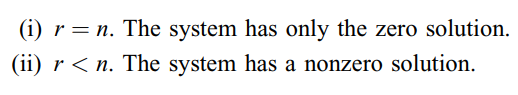 (i) r = n. The system has only the zero solution.
(ii) r < n. The system has a nonzero solution.